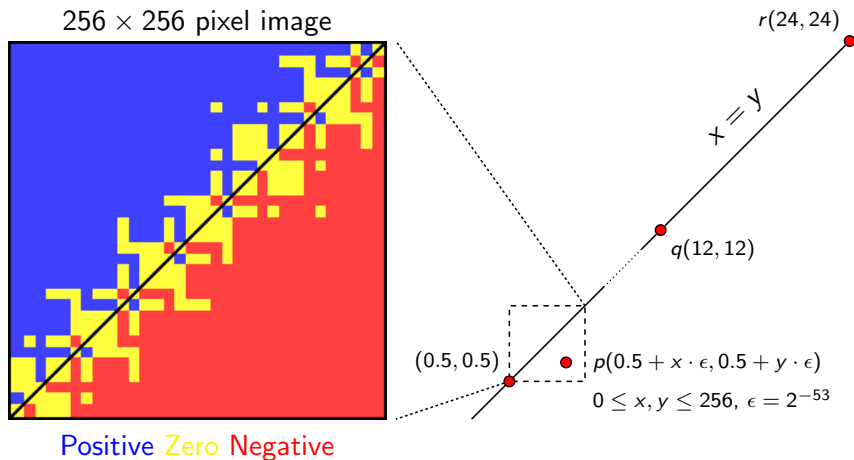 256 × 256 pixel image
r(24, 24)
x = y
q(12, 12)
(0.5, 0.5)
p(0.5 + x · ϵ, 0.5 + y · ϵ)
0 ≤ x, y ≤ 256, ϵ = 2⁻⁵³
Positive Zero Negative